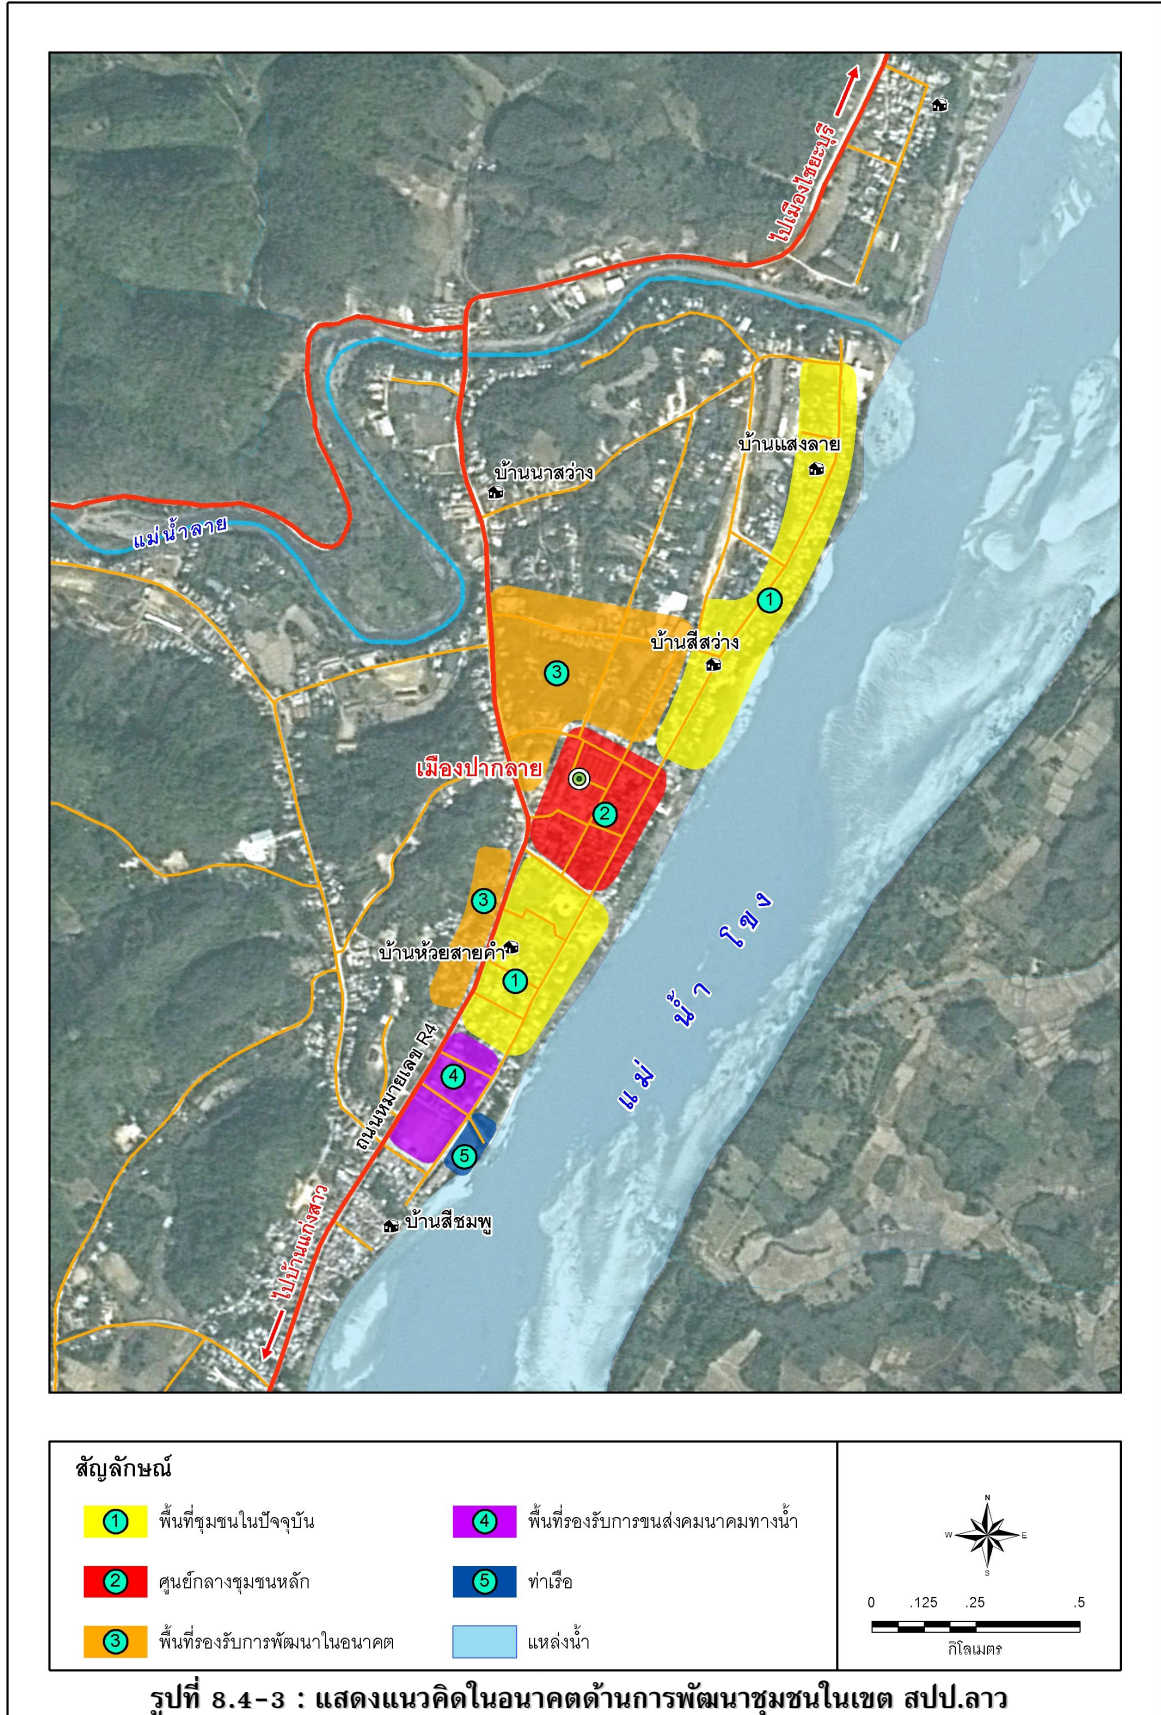 ไปเมืองไชยะบุรี
บ้านแสงลาย
บ้านนาสว่าง
แม่น้ำลาย
1
บ้านสีสว่าง
3
เมืองปากลาย
2
3
บ้านห้วยสายคำ
1
แม่ น้ำ โขง
ถนนหมายเลข R4
4
5
ไปบ้านแก่งสาว
บ้านสีชมพู
สัญลักษณ์
1 พื้นที่ชุมชนในปัจจุบัน
2 ศูนย์กลางชุมชนหลัก
3 พื้นที่รองรับการพัฒนาในอนาคต
4 พื้นที่รองรับการขนส่งคมนาคมทางน้ำ
5 ท่าเรือ
แหล่งน้ำ
N
W E
S
0 .125 .25 .5
กิโลเมตร
รูปที่ 8.4-3 : แสดงแนวคิดในอนาคตด้านการพัฒนาชุมชนในเขต สปป.ลาว